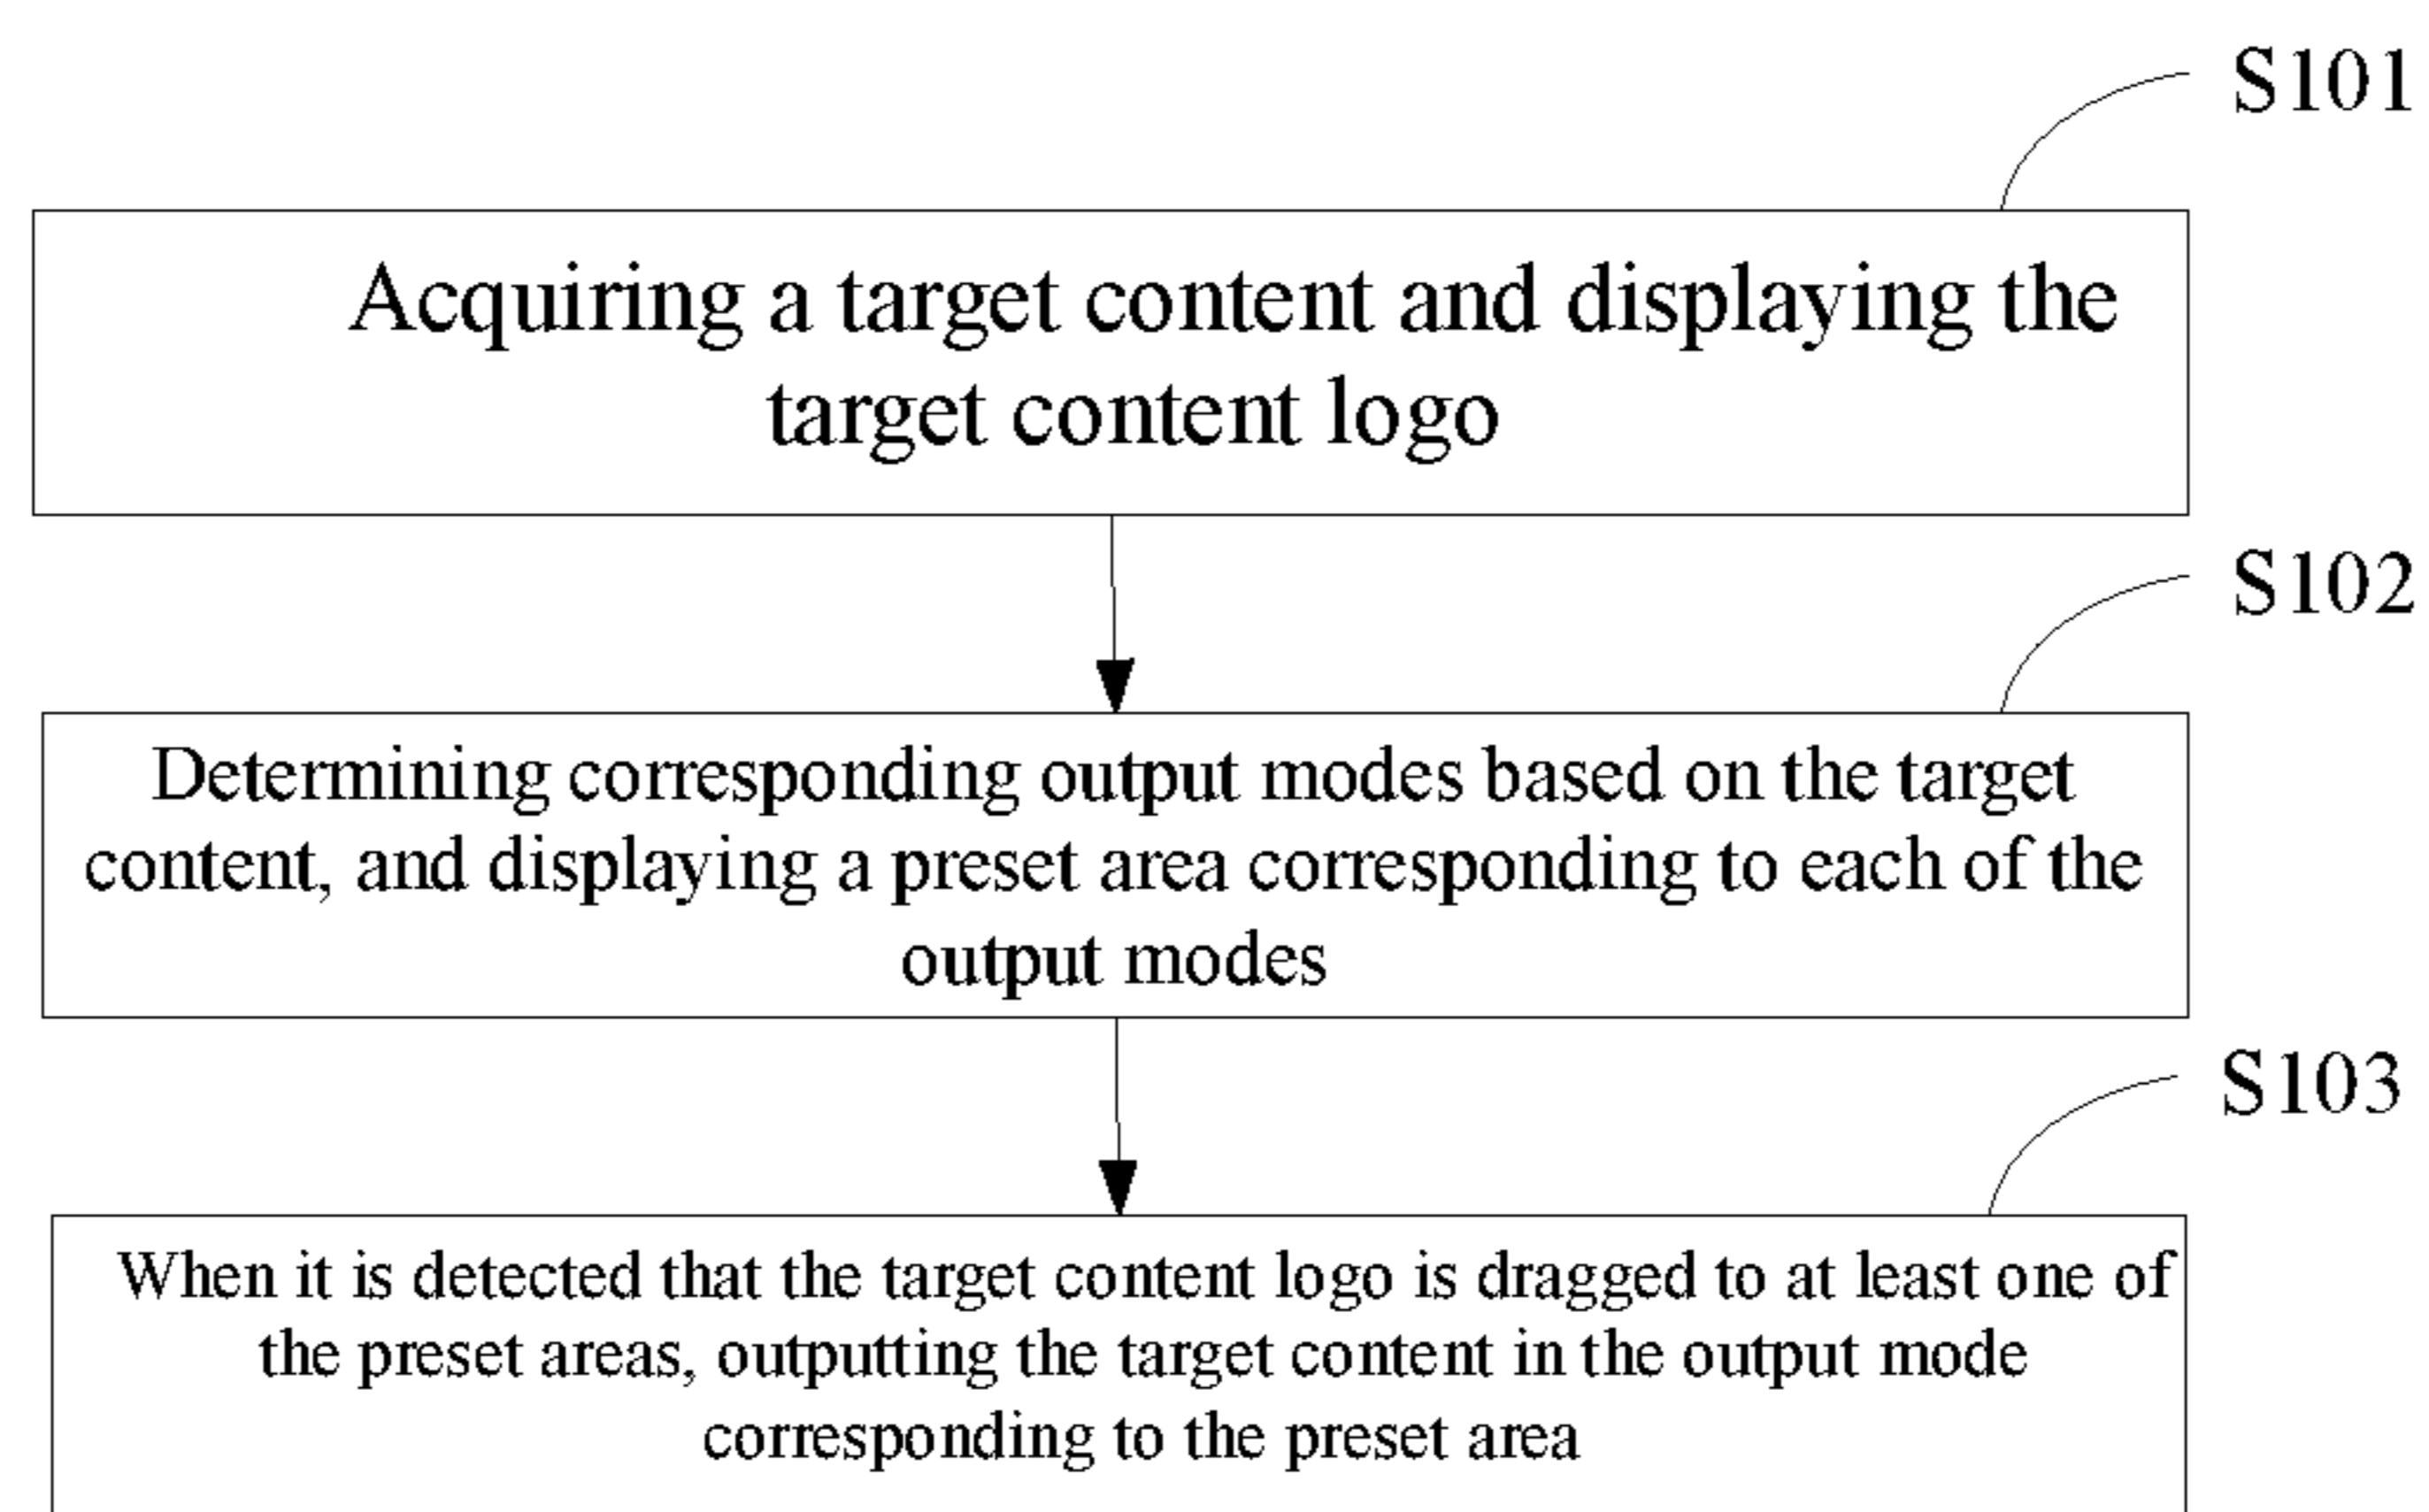 S101
Acquiring a target content and displaying the
target content logo
S102
Determining corresponding output modes based on the target
content, and displaying a preset area corresponding to each of the
output modes
S103
When it is detected that the target content logo is dragged to at least one of
the preset areas, outputting the target content in the output mode
corresponding to the preset area